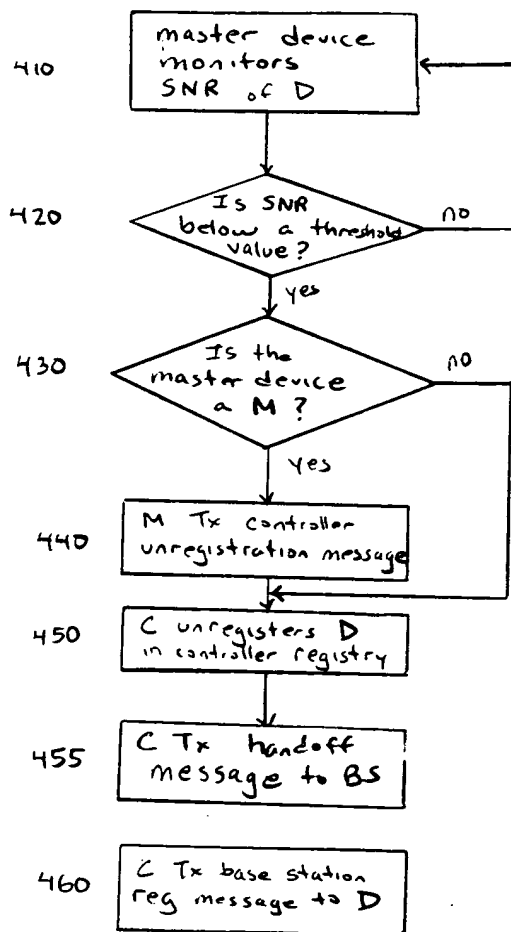 410
master device
monitors
SNR of D
420
Is SNR
below a threshold
value?
no
yes
430
Is the
master device
a M?
no
yes
440
M Tx controller
unregistration message
450
C unregisters D
in controller registry
455
C Tx handoff
message to BS
460
C Tx base station
reg message to D